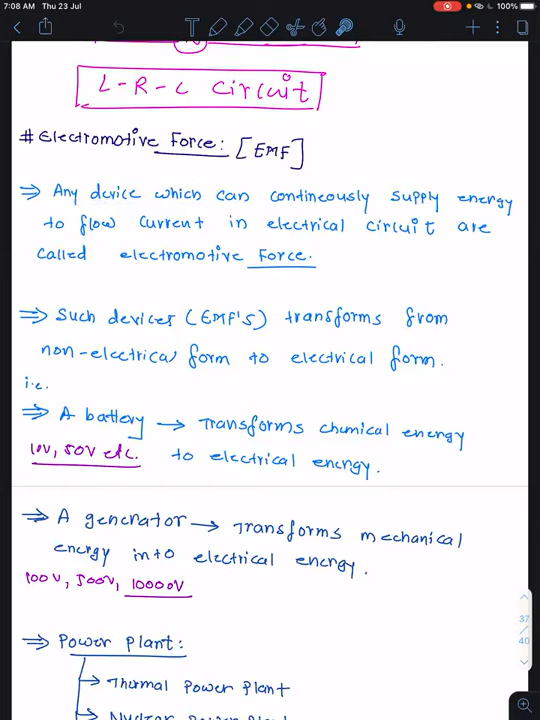 7:08 AM Thu 23 Jul
100%
L-R-C Circuit
# Electromotive Force: [EMF]
⇒ Any device which can contineously supply energy
to flow current in electrical circuit are
called electromotive Force.
⇒ Such devices (EMF'S) transforms from
non-electrical form to electrical form.
i.e.
⇒ A battery → Transforms chemical energy
10V, 50V etc. to electrical energy.
⇒ A generator → Transforms mechanical
energy into electrical energy.
100V, 500V, 10000V
⇒ Power Plant:
→ Thermal Power Plant
37
/
40